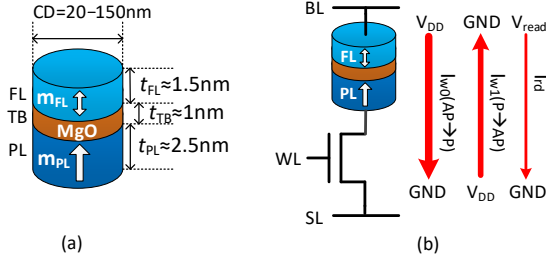 CD=20−150nm
FL
TB
PL
m_FL
MgO
m_PL
t_FL≈1.5nm
t_TB≈1nm
t_PL≈2.5nm
(a)
BL
FL
PL
WL
SL
V_DD
GND
V_read
I_w0(AP→P)
I_w1(P→AP)
I_rd
GND
V_DD
GND
(b)